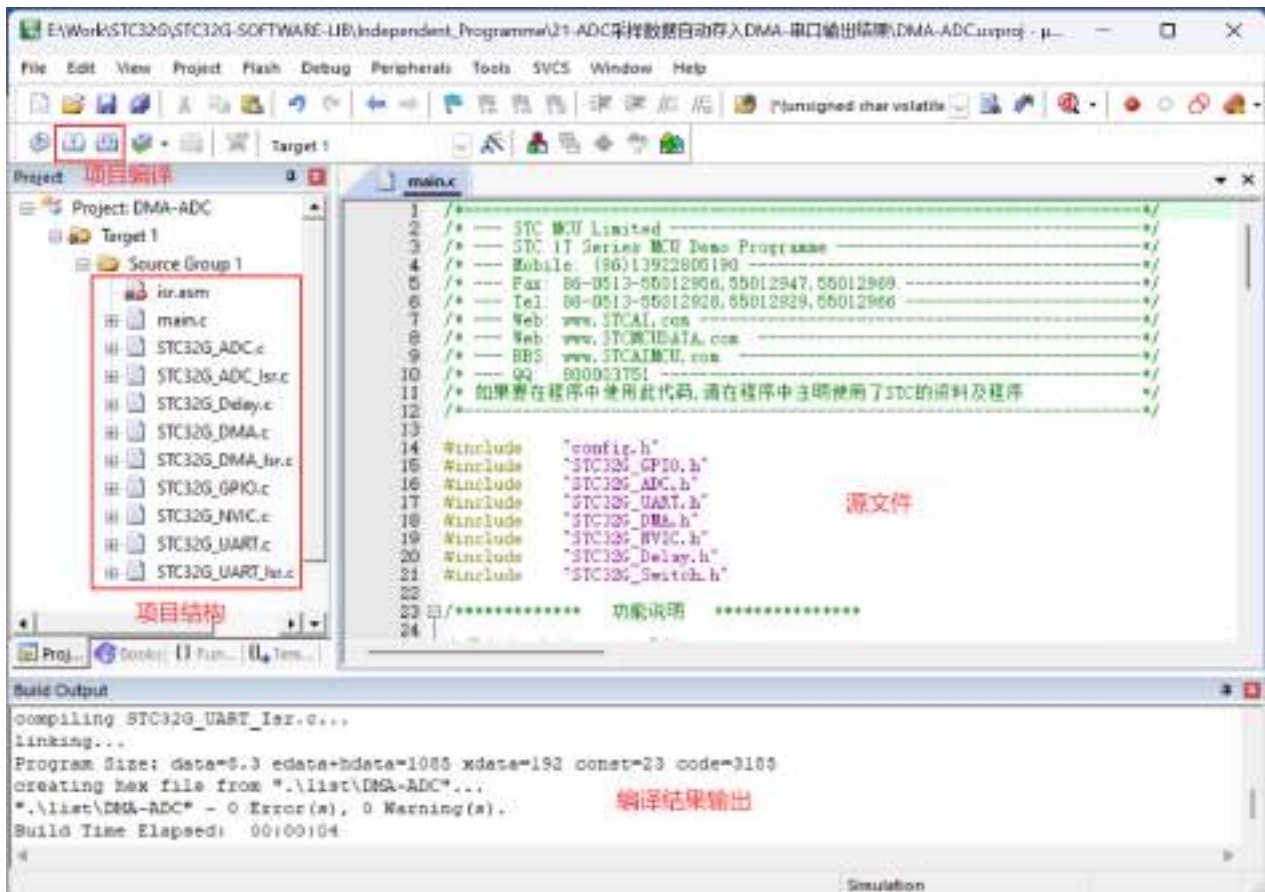 E:\Work\STC32G\STC32G-SOFTWARE-LIB\Independent_Programme\21-ADC采样数据自动存入DMA-串口输出结果\DMA-ADC.uvproj - µ...
File Edit View Project Flash Debug Peripherals Tools SVCS Window Help
(unsigned char volatile
Target 1
项目编译
Project
Project: DMA-ADC
Target 1
Source Group 1
isr.asm
main.c
STC32G_ADC.c
STC32G_ADC_Isr.c
STC32G_Delay.c
STC32G_DMA.c
STC32G_DMA_Isr.c
STC32G_GPIO.c
STC32G_NVIC.c
STC32G_UART.c
STC32G_UART_Isr.c
项目结构
Proj... Books {} Fun... Tem...
main.c
1 /*---------------------------------------------------------------------*/
2 /* --- STC MCU Limited ------------------------------------------------*/
3 /* --- STC 1T Series MCU Demo Programme -------------------------------*/
4 /* --- Mobile: (86)13922805190 ----------------------------------------*/
5 /* --- Fax: 86-0513-55012956,55012947,55012969 ------------------------*/
6 /* --- Tel: 86-0513-55012928,55012929,55012966 ------------------------*/
7 /* --- Web: www.STCAI.com ---------------------------------------------*/
8 /* --- Web: www.STCMCUDATA.com ---------------------------------------*/
9 /* --- BBS: www.STCAIMCU.com -----------------------------------------*/
10 /* --- QQ: 800003751 -------------------------------------------------*/
11 /* 如果要在程序中使用此代码,请在程序中注明使用了STC的资料及程序 */
12 /*---------------------------------------------------------------------*/
13
14 #include "config.h"
15 #include "STC32G_GPIO.h"
16 #include "STC32G_ADC.h"
17 #include "STC32G_UART.h"
18 #include "STC32G_DMA.h"
19 #include "STC32G_NVIC.h"
20 #include "STC32G_Delay.h"
21 #include "STC32G_Switch.h"
22
23 /************* 功能说明 ***************
24
源文件
Build Output
compiling STC32G_UART_Isr.c...
linking...
Program Size: data=8.3 edata+hdata=1085 xdata=192 const=23 code=3185
creating hex file from ".\list\DMA-ADC"...
".\list\DMA-ADC" - 0 Error(s), 0 Warning(s).
Build Time Elapsed: 00:00:04
编译结果输出
Simulation